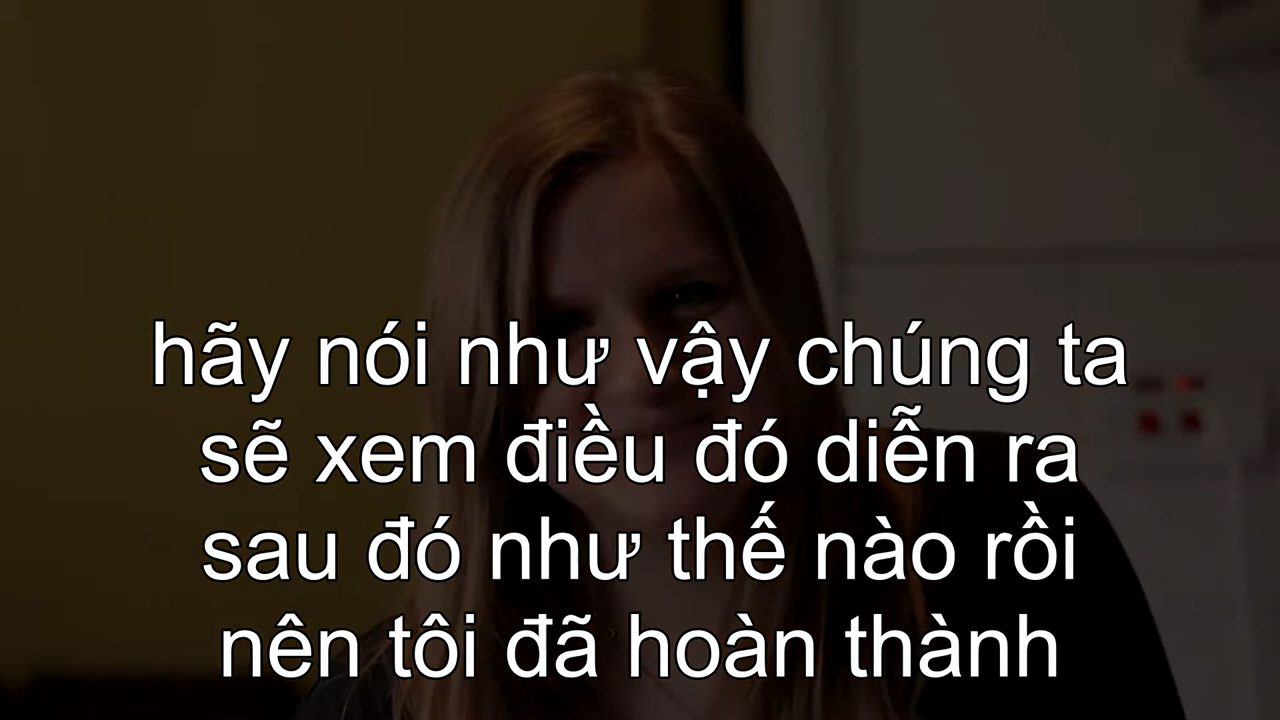 hãy nói như vậy chúng ta
sẽ xem điều đó diễn ra
sau đó như thế nào rồi
nên tôi đã hoàn thành